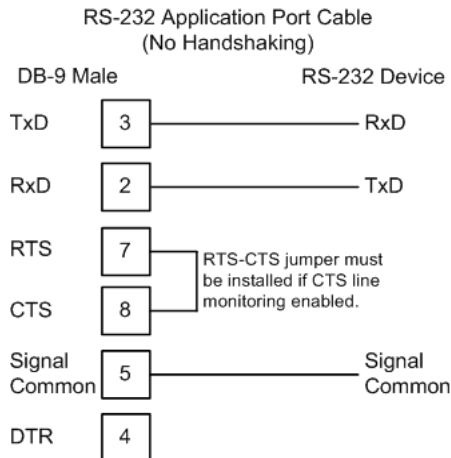 RS-232 Application Port Cable
(No Handshaking)
DB-9 Male
RS-232 Device
TxD
3
RxD
RxD
2
TxD
RTS
7
RTS-CTS jumper must
be installed if CTS line
monitoring enabled.
CTS
8
Signal
Common
5
Signal
Common
DTR
4